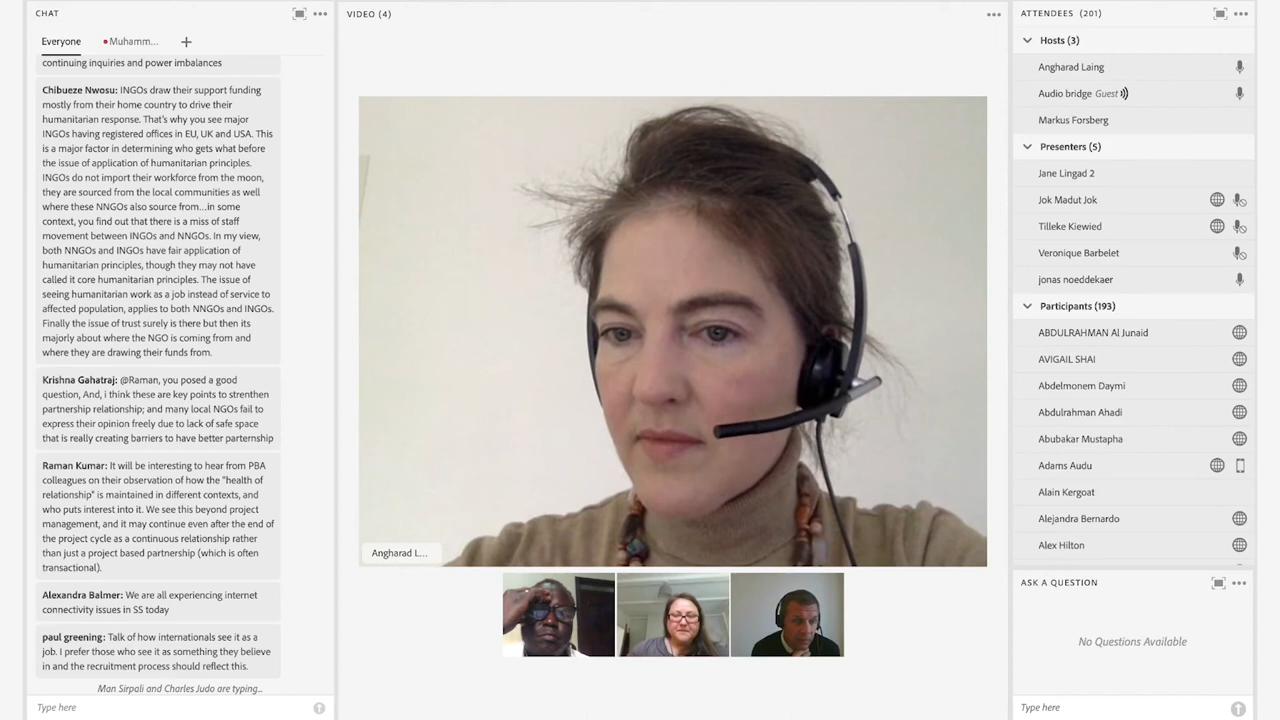 CHAT
Everyone
Muhamm...
continuing inquiries and power imbalances
Chibueze Nwosu: INGOs draw their support funding
mostly from their home country to drive their
humanitarian response. That's why you see major
INGOs having registered offices in EU, UK and USA. This
is a major factor in determining who gets what before
the issue of application of humanitarian principles.
INGOs do not import their workforce from the moon,
they are sourced from the local communities as well
where these NNGOs also source from...in some
context, you find out that there is a miss of staff
movement between INGOs and NNGOs. In my view,
both NNGOs and INGOs have fair application of
humanitarian principles, though they may not have
called it core humanitarian principles. The issue of
seeing humanitarian work as a job instead of service to
affected population, applies to both NNGOs and INGOs.
Finally the issue of trust surely is there but then its
majorly about where the NGO is coming from and
where they are drawing their funds from.
Krishna Gahatraj: @Raman, you posed a good
question, And, i think these are key points to strenthen
partnership relationship; and many local NGOs fail to
express their opinion freely due to lack of safe space
that is really creating barriers to have better parternship
Raman Kumar: It will be interesting to hear from PBA
colleagues on their observation of how the "health of
relationship" is maintained in different contexts, and
who puts interest into it. We see this beyond project
management, and it may continue even after the end of
the project cycle as a continuous relationship rather
than just a project based partnership (which is often
transactional).
Alexandra Balmer: We are all experiencing internet
connectivity issues in SS today
paul greening: Talk of how internationals see it as a
job. I prefer those who see it as something they believe
in and the recruitment process should reflect this.
Man Sirpali and Charles Judo are typing...
Type here
VIDEO (4)
Angharad L...
ATTENDEES (201)
Hosts (3)
Angharad Laing
Audio bridge Guest
Markus Forsberg
Presenters (5)
Jane Lingad 2
Jok Madut Jok
Tilleke Kiewied
Veronique Barbelet
jonas noeddekaer
Participants (193)
ABDULRAHMAN Al Junaid
AVIGAIL SHAI
Abdelmonem Daymi
Abdulrahman Ahadi
Abubakar Mustapha
Adams Audu
Alain Kergoat
Alejandra Bernardo
Alex Hilton
ASK A QUESTION
No Questions Available
Type here